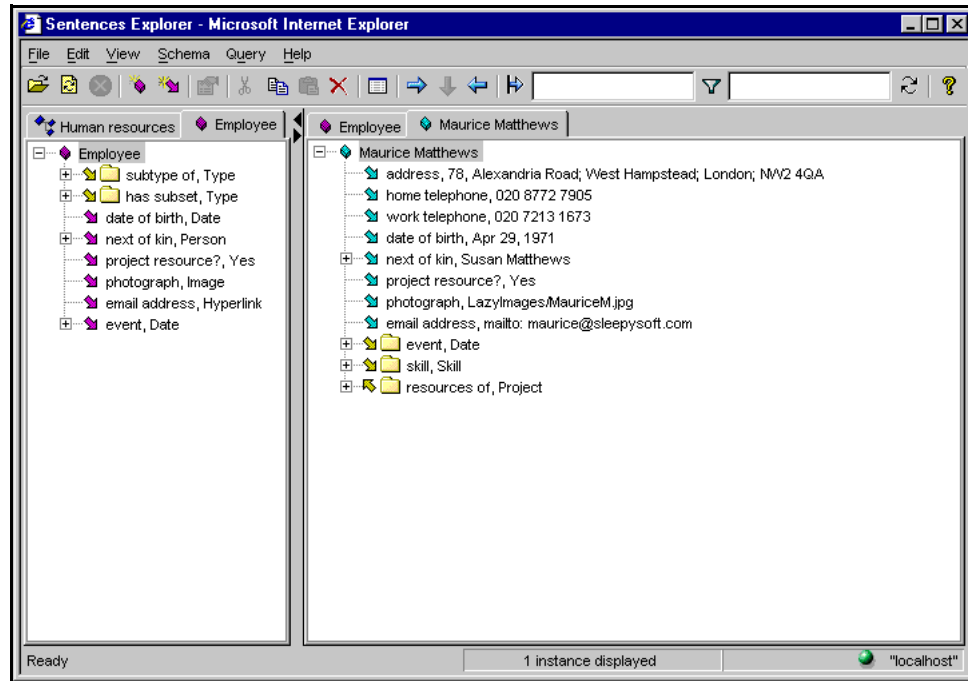 Sentences Explorer - Microsoft Internet Explorer
File Edit View Schema Query Help
Human resources
Employee
Employee
subtype of, Type
has subset, Type
date of birth, Date
next of kin, Person
project resource?, Yes
photograph, Image
email address, Hyperlink
event, Date
Employee
Maurice Matthews
Maurice Matthews
address, 78, Alexandria Road; West Hampstead; London; NW2 4QA
home telephone, 020 8772 7905
work telephone, 020 7213 1673
date of birth, Apr 29, 1971
next of kin, Susan Matthews
project resource?, Yes
photograph, LazyImages/MauriceM.jpg
email address, mailto: maurice@sleepysoft.com
event, Date
skill, Skill
resources of, Project
Ready
1 instance displayed
"localhost"